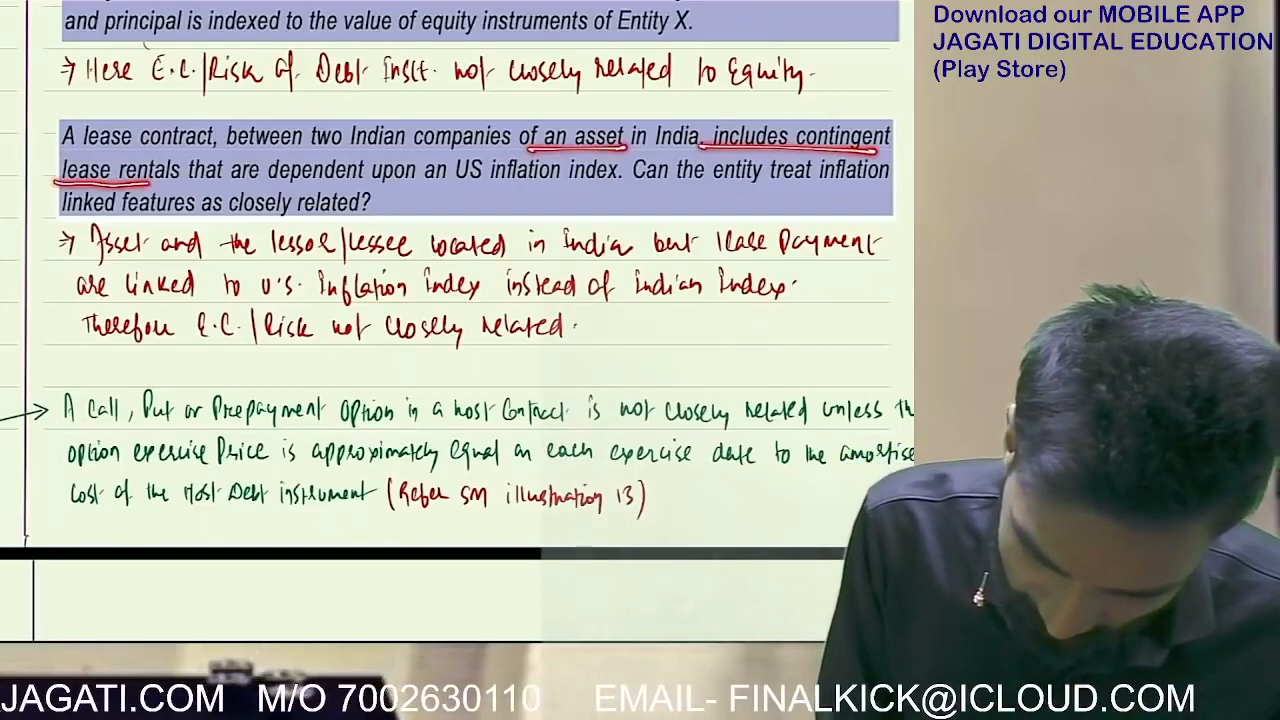 and principal is indexed to the value of equity instruments of Entity X.
Download our MOBILE APP
JAGATI DIGITAL EDUCATION
(Play Store)
⇒ Here E.C./Risk of Debt Inst. not closely related to Equity.
A lease contract, between two Indian companies of an asset in India, includes contingent
lease rentals that are dependent upon an US inflation index. Can the entity treat inflation
linked features as closely related?
⇒ Asset and the lessor/lessee located in India but lease Payment
are linked to U.S. Inflation Index instead of Indian Index.
Therefore E.C./Risk not closely related.
A Call, Put or Prepayment option in a host Contract is not closely related unless th
option exercise Price is approximately equal on each exercise date to the amortise
cost of the Host Debt instrument (Refer SM illustration 13)
JAGATI.COM M/O 7002630110 EMAIL- FINALKICK@ICLOUD.COM